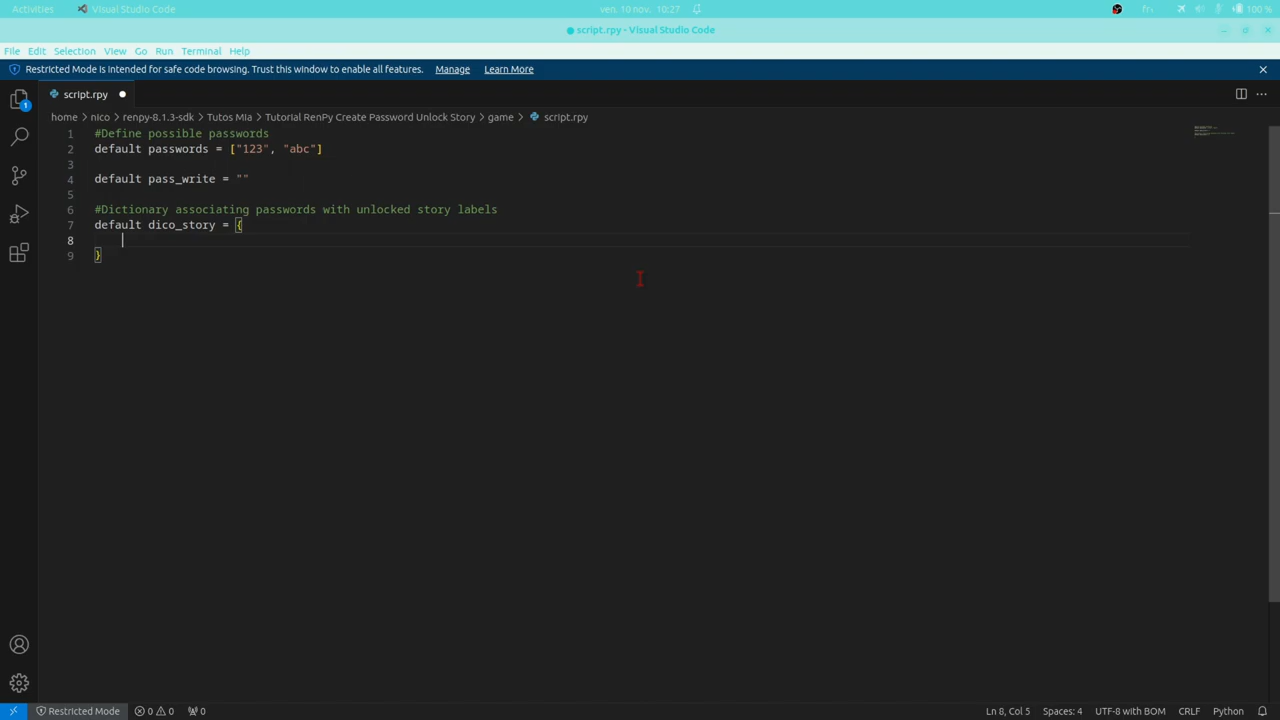 Activities Visual Studio Code ven. 10 nov. 10:27 fr₁ 100 %
script.rpy - Visual Studio Code
File Edit Selection View Go Run Terminal Help
Restricted Mode is intended for safe code browsing. Trust this window to enable all features. Manage Learn More
script.rpy
home > nico > renpy-8.1.3-sdk > Tutos MIa > Tutorial RenPy Create Password Unlock Story > game > script.rpy
1 #Define possible passwords
2 default passwords = ["123", "abc"]
3
4 default pass_write = ""
5
6 #Dictionary associating passwords with unlocked story labels
7 default dico_story = {
8
9 }
1
Restricted Mode 0 0 0 Ln 8, Col 5 Spaces: 4 UTF-8 with BOM CRLF Python